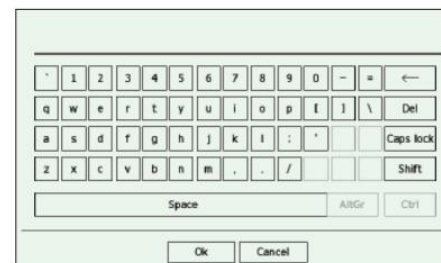 ` 1 2 3 4 5 6 7 8 9 0 - = ←
q w e r t y u i o p [ ] \ Del
a s d f g h j k l : ' Caps lock
z x c v b n m , . / Shift
Space AltGr Ctrl
Ok Cancel